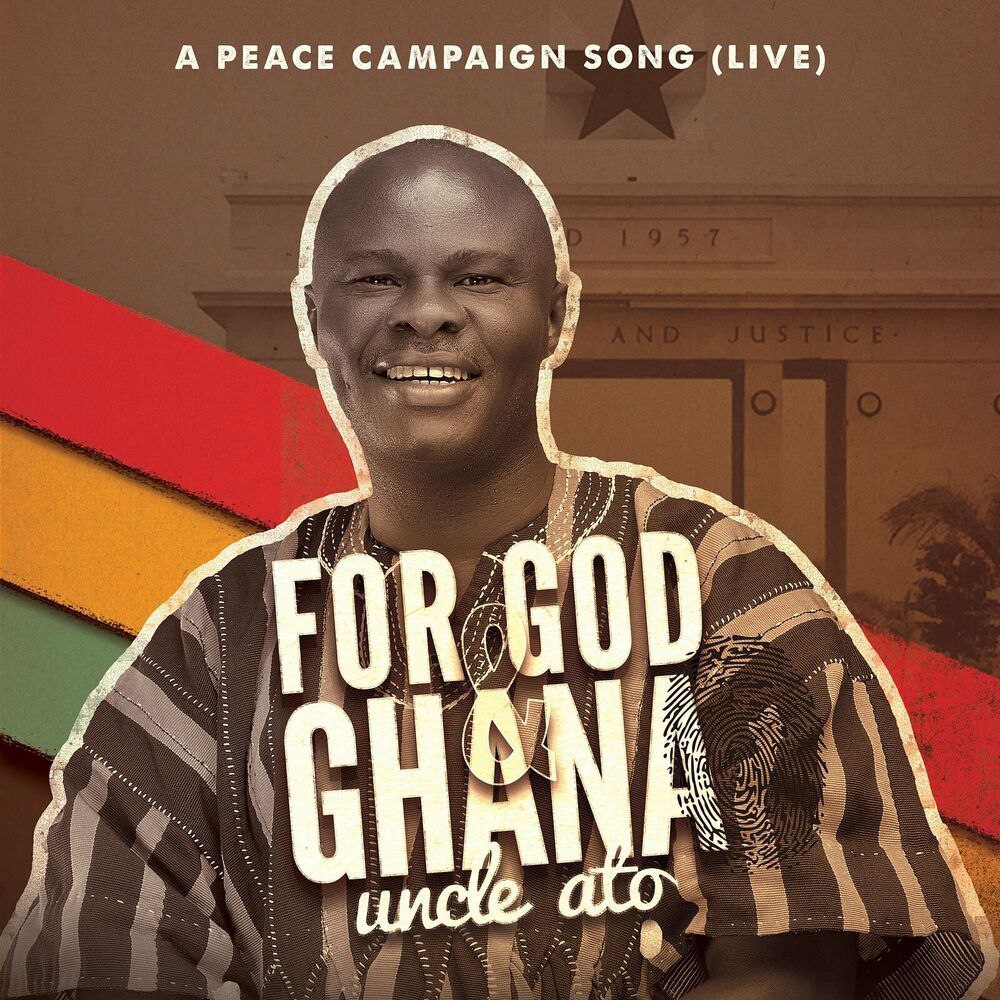 A PEACE CAMPAIGN SONG (LIVE)
D 1957
AND JUSTICE
FOR GOD
&
GHANA
uncle ato